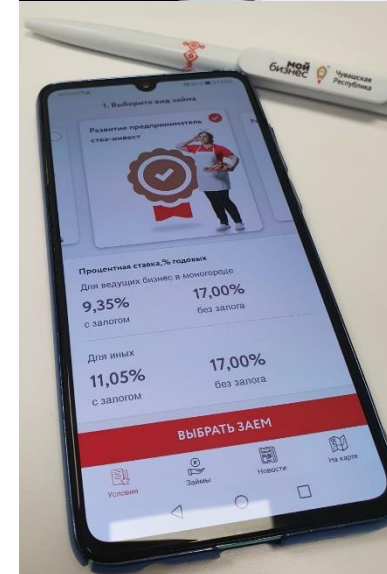 мой
бизнес
Чувашская
Республика
1. Выберите вид займа
Развитие предприниматель
ства-инвест
Процентная ставка,% годовых
Для ведущих бизнес в моногороде
9,35% 17,00%
с залогом без залога
Для иных
11,05% 17,00%
с залогом без залога
ВЫБРАТЬ ЗАЕМ
Условия Займы Новости На карте